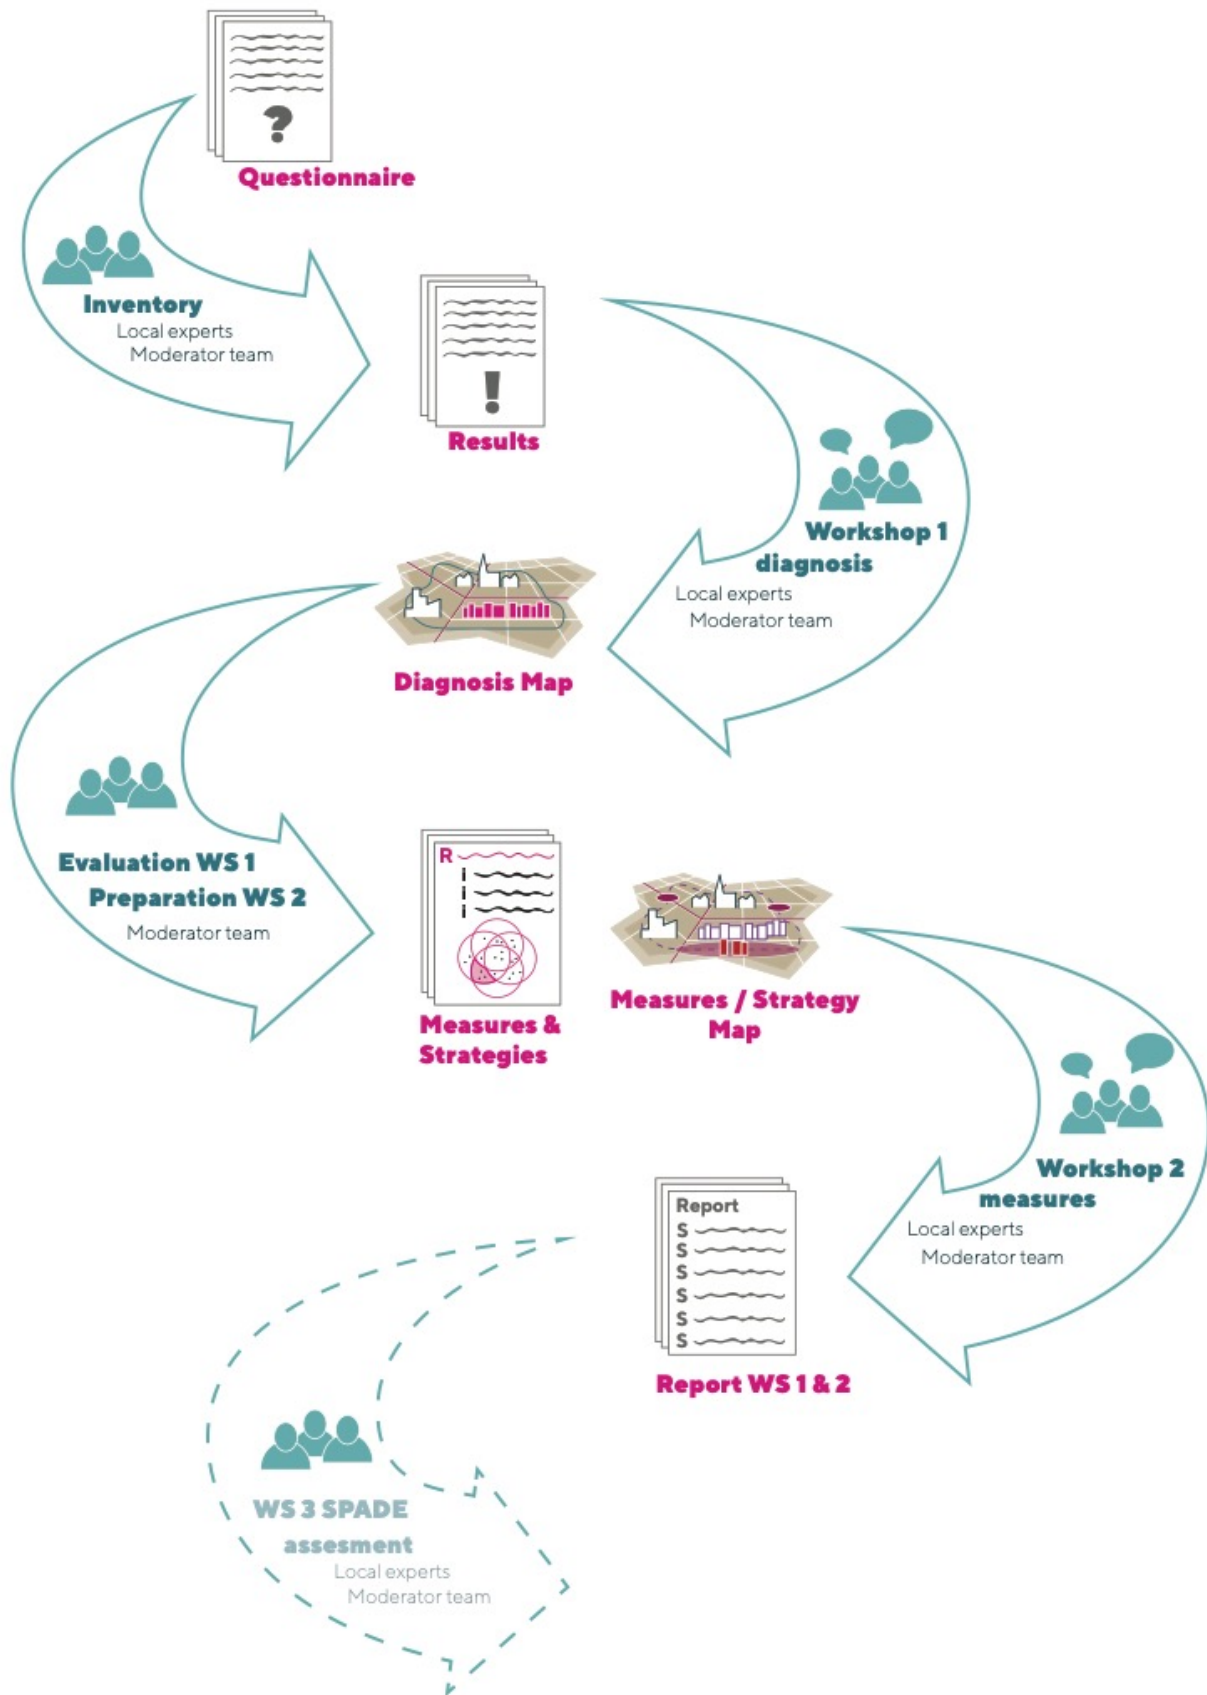 ?
Questionnaire
Inventory
Local experts
Moderator team
!
Results
Workshop 1
diagnosis
Local experts
Moderator team
Diagnosis Map
Evaluation WS 1
Preparation WS 2
Moderator team
R
i
i
i
Measures &
Strategies
Measures / Strategy
Map
Workshop 2
measures
Local experts
Moderator team
Report
S
S
S
S
S
S
Report WS 1 & 2
WS 3 SPADE
assesment
Local experts
Moderator team